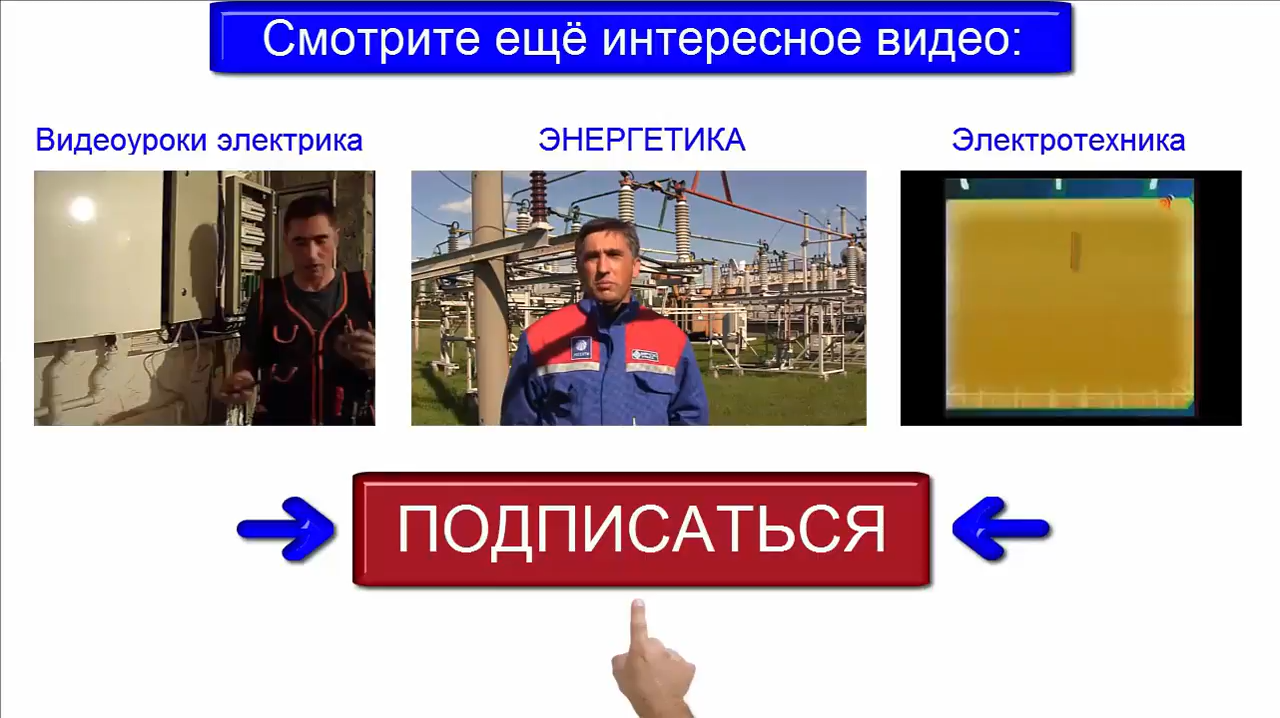 Смотрите ещё интересное видео:
Видеоуроки электрика
ЭНЕРГЕТИКА
Электротехника
ПОДПИСАТЬСЯ